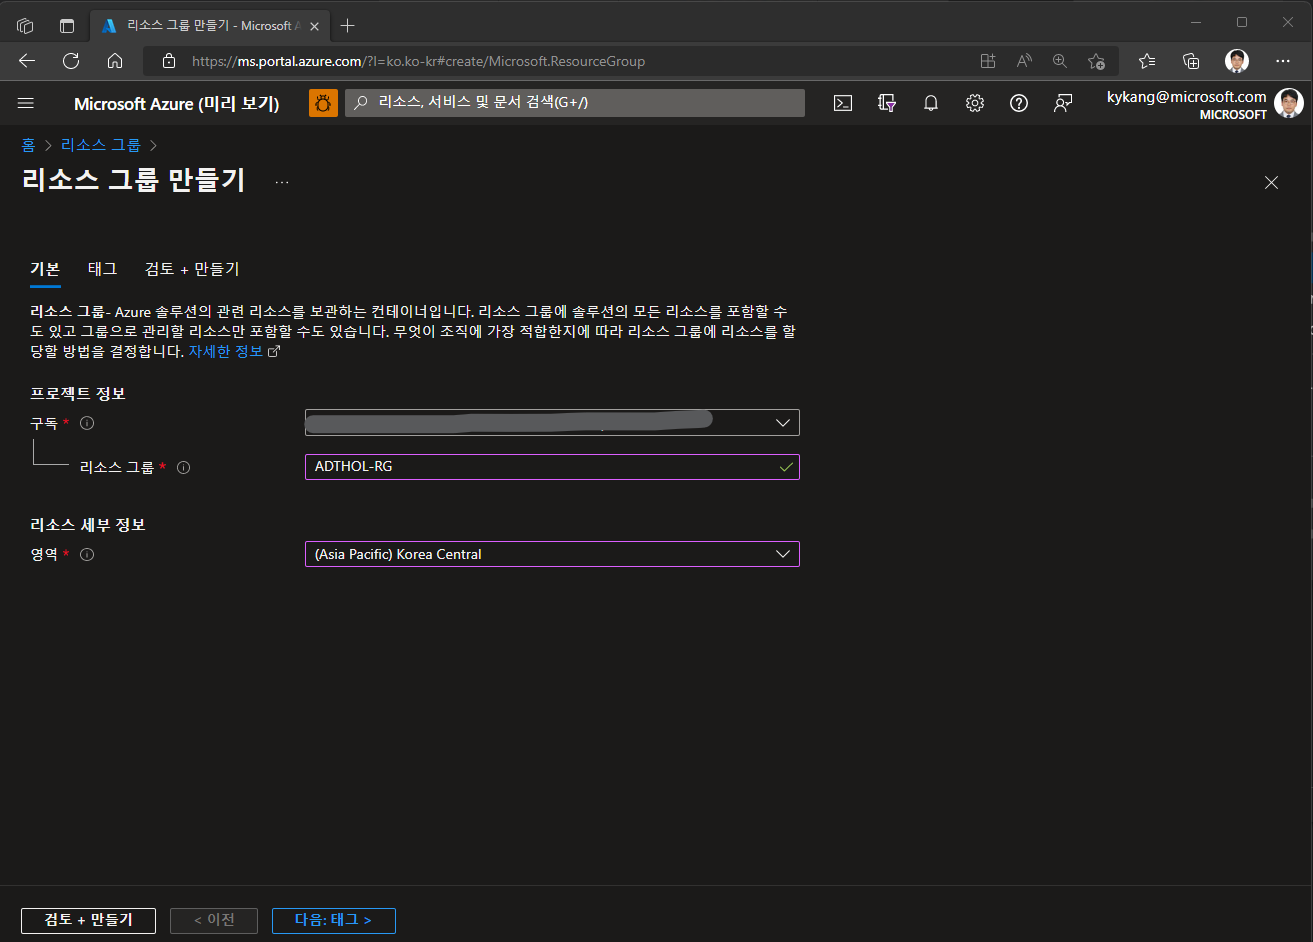 리소스 그룹 만들기 - Microsoft A
https://ms.portal.azure.com/?l=ko.ko-kr#create/Microsoft.ResourceGroup
Microsoft Azure (미리 보기)
리소스, 서비스 및 문서 검색(G+/)
kykang@microsoft.com
MICROSOFT
홈 > 리소스 그룹 >
리소스 그룹 만들기 ...
기본 태그 검토 + 만들기
리소스 그룹- Azure 솔루션의 관련 리소스를 보관하는 컨테이너입니다. 리소스 그룹에 솔루션의 모든 리소스를 포함할 수
도 있고 그룹으로 관리할 리소스만 포함할 수도 있습니다. 무엇이 조직에 가장 적합한지에 따라 리소스 그룹에 리소스를 할
당할 방법을 결정합니다. 자세한 정보
프로젝트 정보
구독 *
리소스 그룹 * ADTHOL-RG
리소스 세부 정보
영역 * (Asia Pacific) Korea Central
검토 + 만들기 < 이전 다음: 태그 >